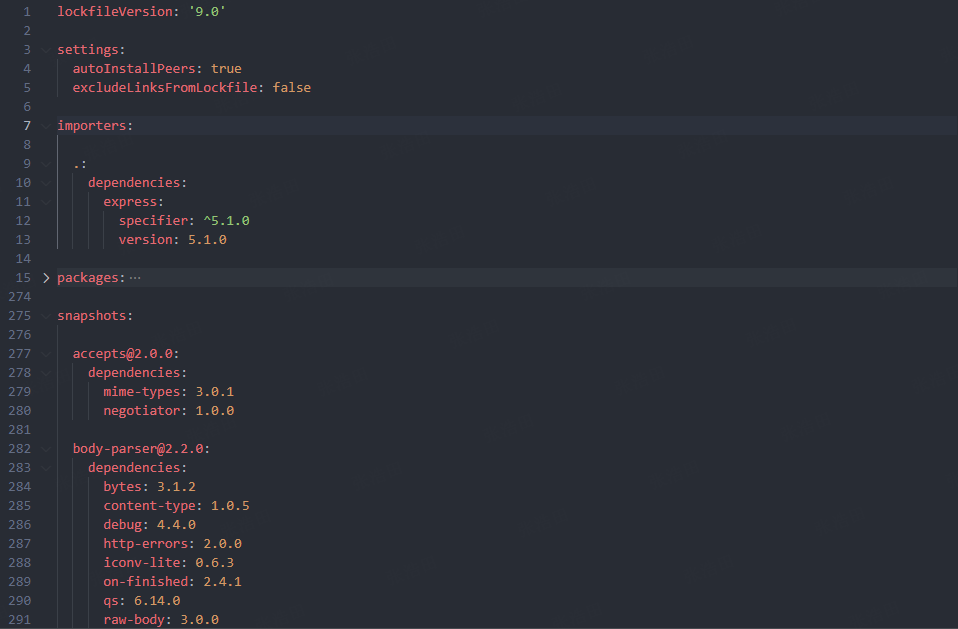 1 lockfileVersion: '9.0'
2
3 settings:
4 autoInstallPeers: true
5 excludeLinksFromLockfile: false
6
7 importers:
8
9 .:
10 dependencies:
11 express:
12 specifier: ^5.1.0
13 version: 5.1.0
14
15 packages: ···
274
275 snapshots:
276
277 accepts@2.0.0:
278 dependencies:
279 mime-types: 3.0.1
280 negotiator: 1.0.0
281
282 body-parser@2.2.0:
283 dependencies:
284 bytes: 3.1.2
285 content-type: 1.0.5
286 debug: 4.4.0
287 http-errors: 2.0.0
288 iconv-lite: 0.6.3
289 on-finished: 2.4.1
290 qs: 6.14.0
291 raw-body: 3.0.0